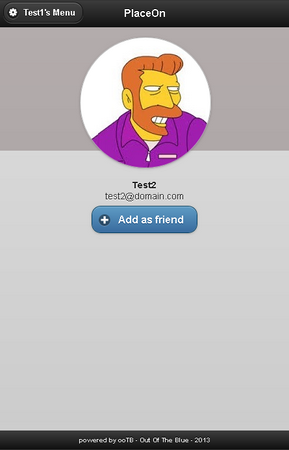 Test1's Menu
PlaceOn
Test2
test2@domain.com
Add as friend
powered by ooTB - Out Of The Blue - 2013